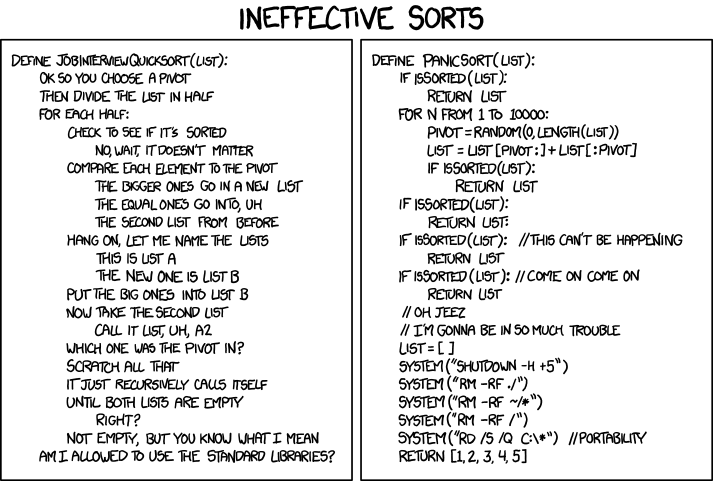 INEFFECTIVE SORTS
DEFINE JOBINTERVIEWQUICKSORT(LIST):
OK SO YOU CHOOSE A PIVOT
THEN DIVIDE THE LIST IN HALF
FOR EACH HALF:
CHECK TO SEE IF IT'S SORTED
NO, WAIT, IT DOESN'T MATTER
COMPARE EACH ELEMENT TO THE PIVOT
THE BIGGER ONES GO IN A NEW LIST
THE EQUAL ONES GO INTO, UH
THE SECOND LIST FROM BEFORE
HANG ON, LET ME NAME THE LISTS
THIS IS LIST A
THE NEW ONE IS LIST B
PUT THE BIG ONES INTO LIST B
NOW TAKE THE SECOND LIST
CALL IT LIST, UH, A2
WHICH ONE WAS THE PIVOT IN?
SCRATCH ALL THAT
IT JUST RECURSIVELY CALLS ITSELF
UNTIL BOTH LISTS ARE EMPTY
RIGHT?
NOT EMPTY, BUT YOU KNOW WHAT I MEAN
AM I ALLOWED TO USE THE STANDARD LIBRARIES?
DEFINE PANICSORT(LIST):
IF ISSORTED(LIST):
RETURN LIST
FOR N FROM 1 TO 10000:
PIVOT = RANDOM(0, LENGTH(LIST))
LIST = LIST[PIVOT:] + LIST[:PIVOT]
IF ISSORTED(LIST):
RETURN LIST
IF ISSORTED(LIST):
RETURN LIST:
IF ISSORTED(LIST): //THIS CAN'T BE HAPPENING
RETURN LIST
IF ISSORTED(LIST): //COME ON COME ON
RETURN LIST
// OH JEEZ
// I'M GONNA BE IN SO MUCH TROUBLE
LIST = [ ]
SYSTEM("SHUTDOWN -H +5")
SYSTEM("RM -RF ./")
SYSTEM("RM -RF ~/*")
SYSTEM("RM -RF /")
SYSTEM("RD /S /Q C:\*") //PORTABILITY
RETURN [1, 2, 3, 4, 5]